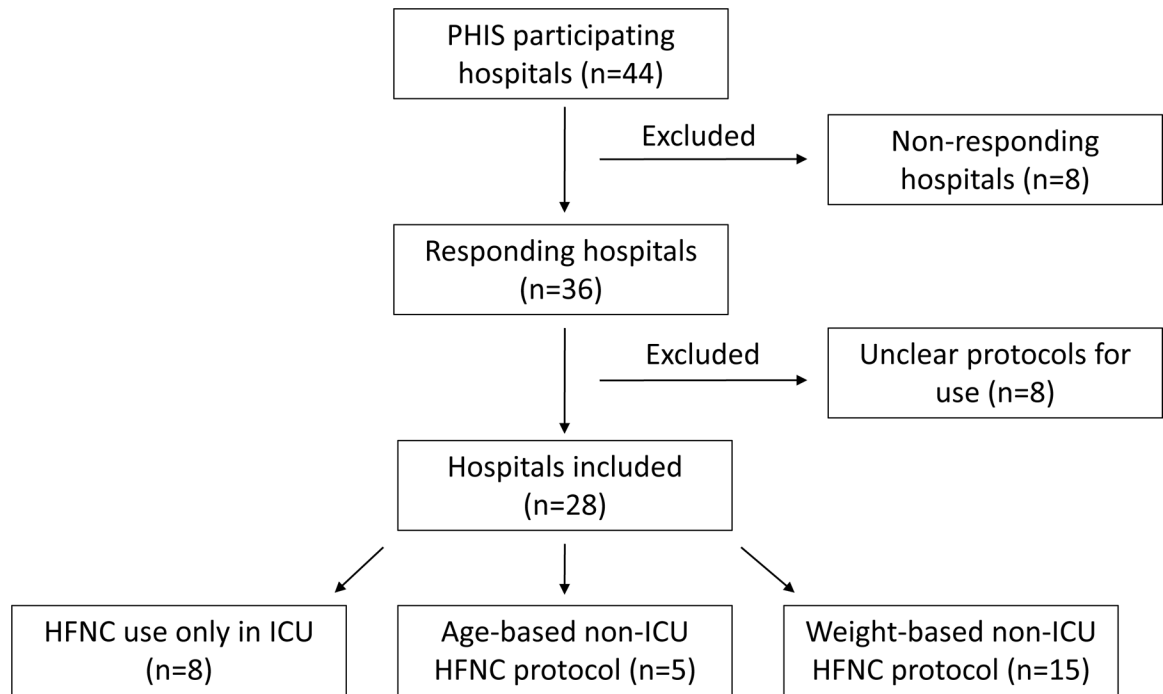 PHIS participating
hospitals (n=44)
Excluded
Non-responding
hospitals (n=8)
Responding hospitals
(n=36)
Excluded
Unclear protocols for
use (n=8)
Hospitals included
(n=28)
HFNC use only in ICU
(n=8)
Age-based non-ICU
HFNC protocol (n=5)
Weight-based non-ICU
HFNC protocol (n=15)